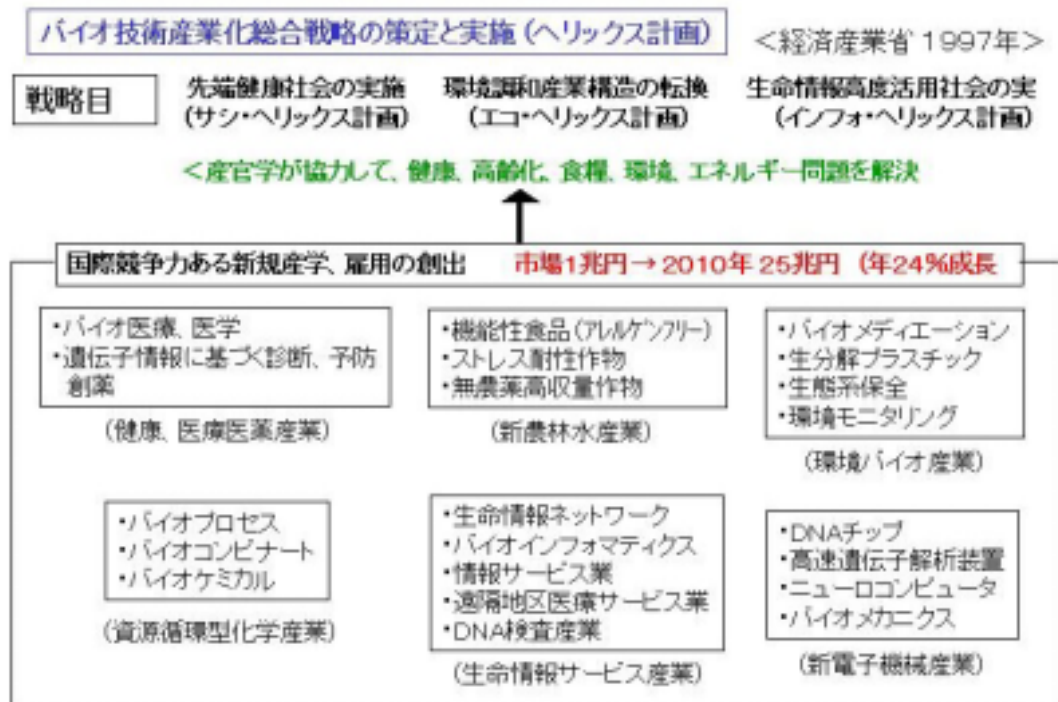 バイオ技術産業化総合戦略の策定と実施(ヘリックス計画)
<経済産業省 1997年>
戦略目
先端健康社会の実施
(サシ・ヘリックス計画)
環境調和産業構造の転換
(エコ・ヘリックス計画)
生命情報高度活用社会の実
(インフォ・ヘリックス計画)
<産官学が協力して、健康、高齢化、食糧、環境、エネルギー問題を解決
国際競争力ある新規産学、雇用の創出 市場1兆円→2010年 25兆円 (年24%成長
・バイオ医療、医学
・遺伝子情報に基づく診断、予防
創薬
(健康、医療医薬産業)
・機能性食品(アレルゲンフリー)
・ストレス耐性作物
・無農薬高収量作物
(新農林水産業)
・バイオメディエーション
・生分解プラスチック
・生態系保全
・環境モニタリング
(環境バイオ産業)
・バイオプロセス
・バイオコンビナート
・バイオケミカル
(資源循環型化学産業)
・生命情報ネットワーク
・バイオインフォマティクス
・情報サービス業
・遠隔地区医療サービス業
・DNA検査産業
(生命情報サービス産業)
・DNAチップ
・高速遺伝子解析装置
・ニューロコンピュータ
・バイオメカニクス
(新電子機械産業)